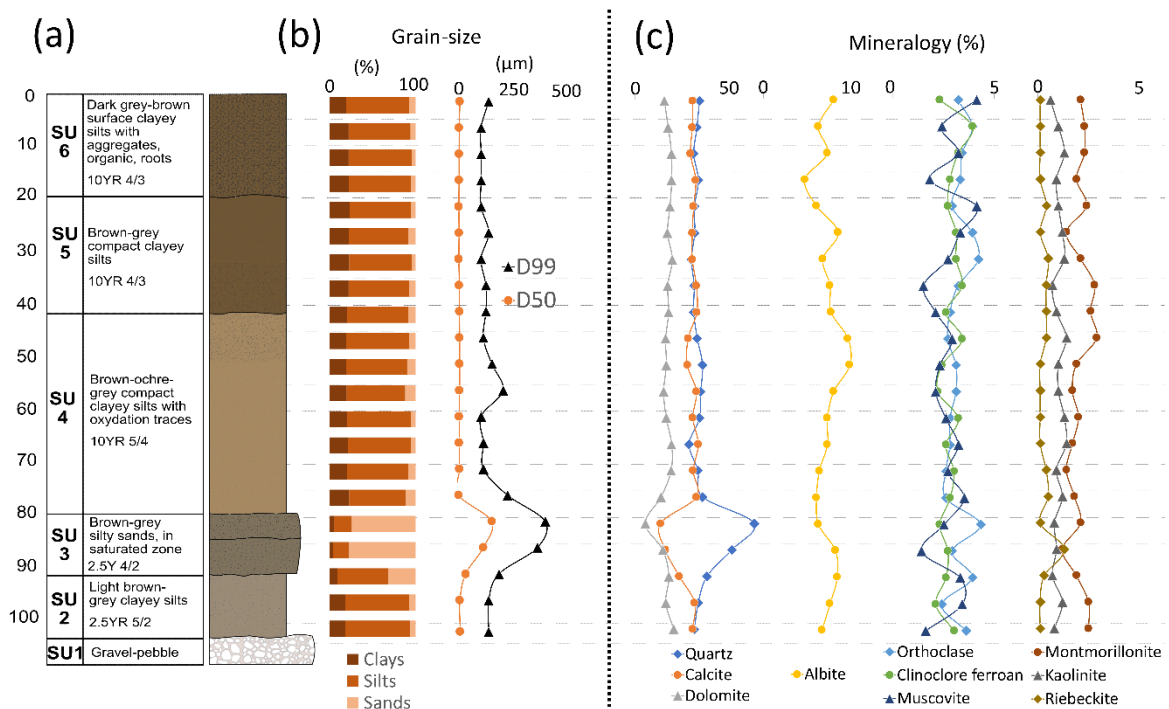 (a)
(b)
Grain-size
(%)
(µm)
0
100
0
250
500
(c)
Mineralogy (%)
0
50
0
10
0
5
0
5
0
10
20
30
40
50
60
70
80
90
100
SU
6
Dark grey-brown
surface clayey
silts with
aggregates,
organic, roots
10YR 4/3
SU
5
Brown-grey
compact clayey
silts
10YR 4/3
SU
4
Brown-ochre-
grey compact
clayey silts with
oxydation traces
10YR 5/4
SU
3
Brown-grey
silty sands, in
saturated zone
2.5Y 4/2
SU
2
Light brown-
grey clayey silts
2.5YR 5/2
SU1
Gravel-pebble
D99
D50
Clays
Silts
Sands
Quartz
Calcite
Dolomite
Albite
Orthoclase
Clinoclore ferroan
Muscovite
Montmorillonite
Kaolinite
Riebeckite